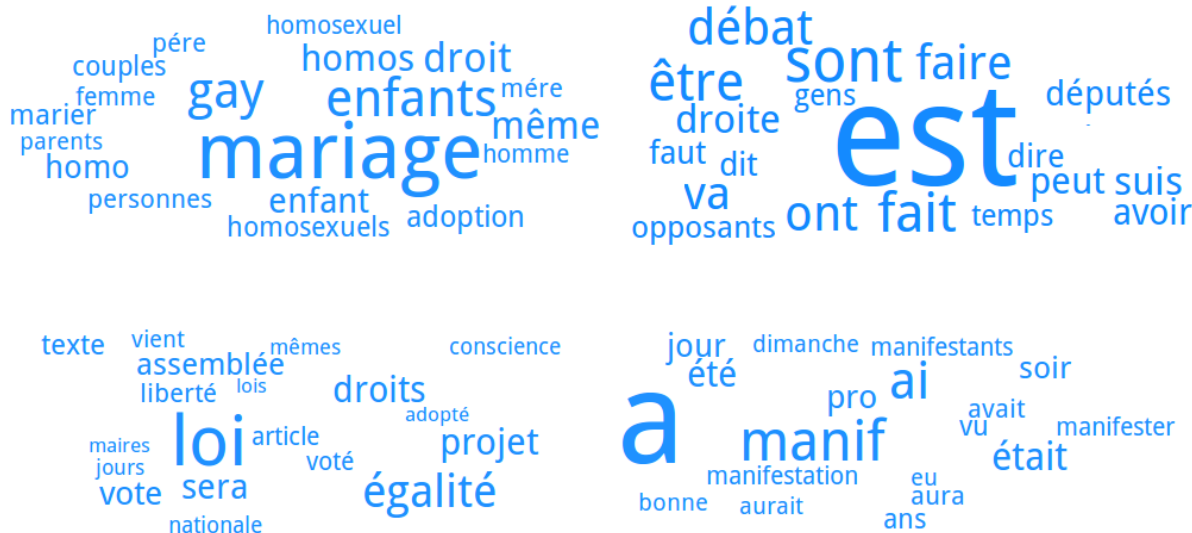 homosexuel
pére
homos droit
couples
gay
femme
enfants
mére
marier
même
parents
mariage
homme
homo
personnes
enfant
homosexuels
adoption
débat
sont
faire
être
gens
députés
droite
est
faut
dit
dire
va
peut
suis
opposants
ont
fait
temps
avoir
texte
vient
mêmes
conscience
assemblée
liberté
lois
droits
adopté
loi
article
maires
projet
jours
voté
vote
sera
égalité
nationale
jour
dimanche
manifestants
été
ai
soir
pro
a
avait
vu
manifester
manif
était
manifestation
eu
bonne
aurait
aura
ans